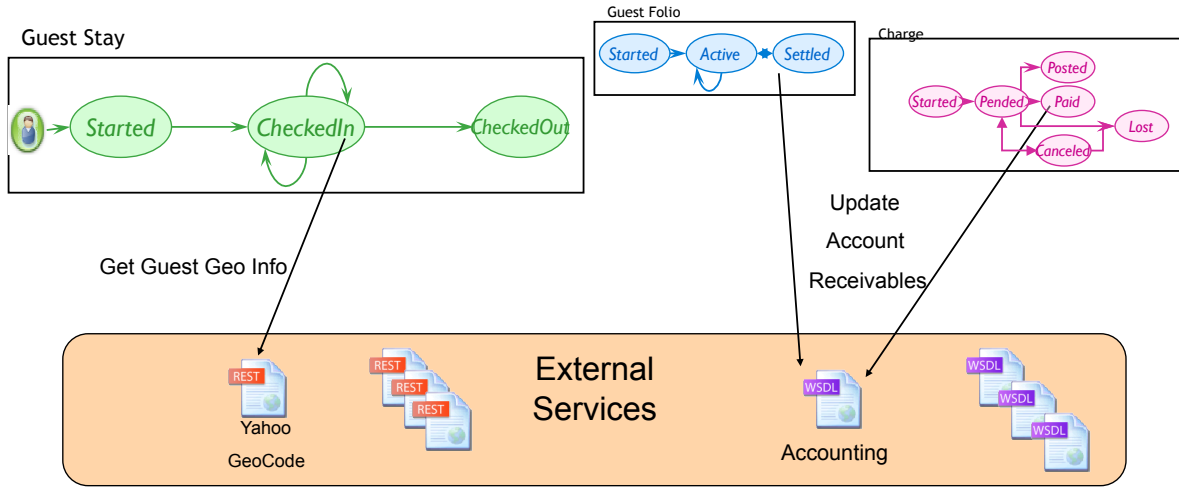 Guest Stay
Started
CheckedIn
CheckedOut
Guest Folio
Started
Active
Settled
Charge
Started
Pended
Posted
Paid
Canceled
Lost
Get Guest Geo Info
Update
Account
Receivables
External
Services
REST
Yahoo
GeoCode
REST
REST
REST
WSDL
Accounting
WSDL
WSDL
WSDL